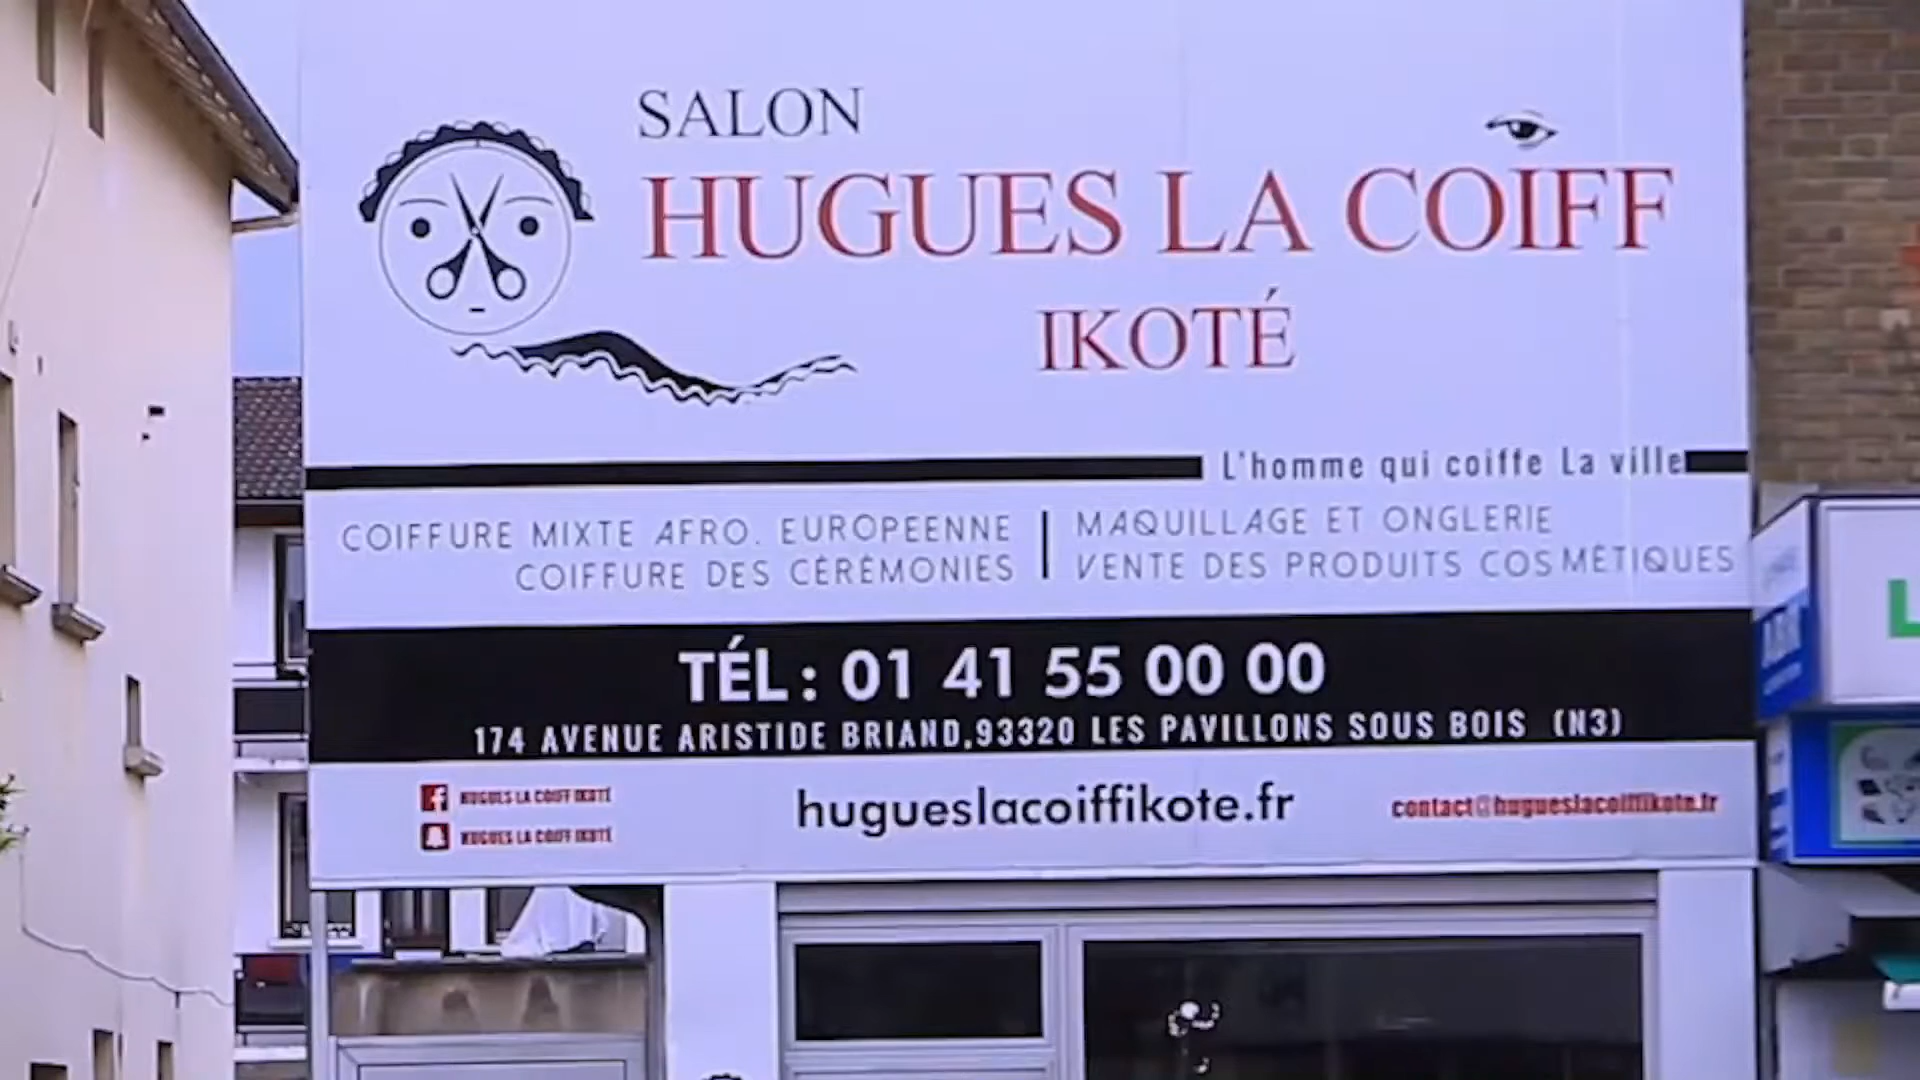 SALON
HUGUES LA COIFF
IKOTÉ
L'homme qui coiffe La ville
COIFFURE MIXTE AFRO. EUROPEENNE
COIFFURE DES CÉRÉMONIES
MAQUILLAGE ET ONGLERIE
VENTE DES PRODUITS COSMÉTIQUES
TÉL : 01 41 55 00 00
174 AVENUE ARISTIDE BRIAND.93320 LES PAVILLONS SOUS BOIS (N3)
HUGUES LA COIFF IKOTÉ
HUGUES LA COIFF IKOTÉ
hugueslacoiffikote.fr
contact@hugueslacoiffikote.fr